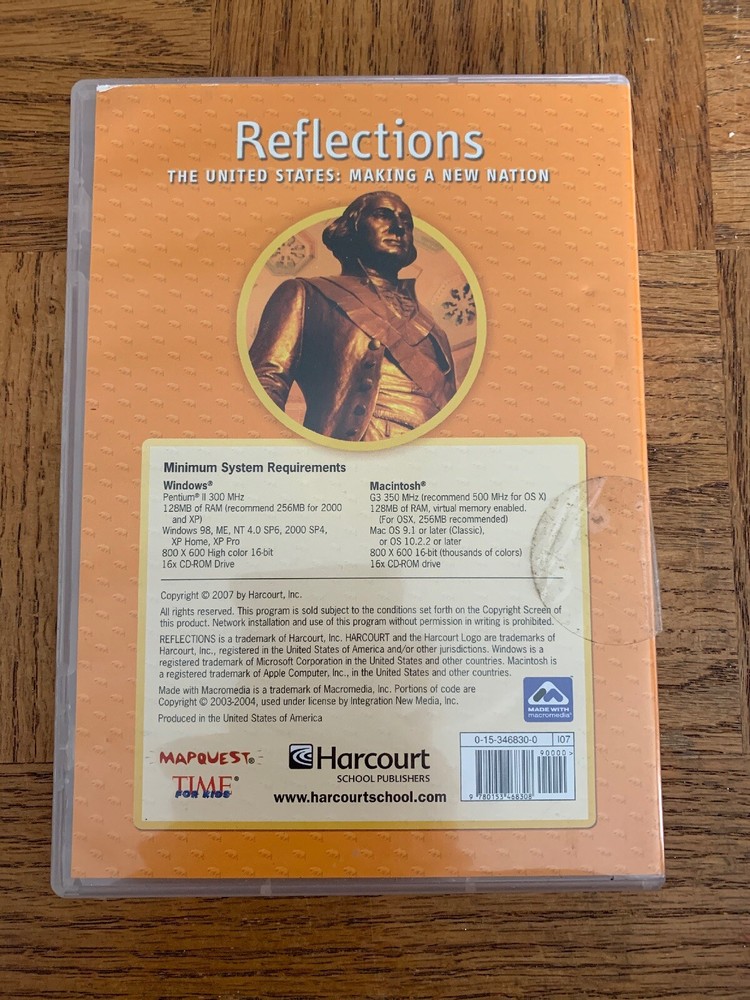 Reflections
THE UNITED STATES: MAKING A NEW NATION
Minimum System Requirements
Windows®
Pentium® II 300 MHz
128MB of RAM (recommend 256MB for 2000
and XP)
Windows 98, ME, NT 4.0 SP6, 2000 SP4,
XP Home, XP Pro
800 X 600 High color 16-bit
16x CD-ROM Drive
Macintosh®
G3 350 MHz (recommend 500 MHz for OS X)
128MB of RAM, virtual memory enabled.
(For OSX, 256MB recommended)
Mac OS 9.1 or later (Classic),
or OS 10.2.2 or later
800 X 600 16-bit (thousands of colors)
16x CD-ROM drive
Copyright © 2007 by Harcourt, Inc.
All rights reserved. This program is sold subject to the conditions set forth on the Copyright Screen of
this product. Network installation and use of this program without permission in writing is prohibited.
REFLECTIONS is a trademark of Harcourt, Inc. HARCOURT and the Harcourt Logo are trademarks of
Harcourt, Inc., registered in the United States of America and/or other jurisdictions. Windows is a
registered trademark of Microsoft Corporation in the United States and other countries. Macintosh is
a registered trademark of Apple Computer, Inc., in the United States and other countries.
Made with Macromedia is a trademark of Macromedia, Inc. Portions of code are
Copyright © 2003-2004, used under license by Integration New Media, Inc.
Produced in the United States of America
MADE WITH
macromedia®
MAPQUEST®
TIME®
FOR KIDS
Harcourt
SCHOOL PUBLISHERS
www.harcourtschool.com
0-15-346830-0 I07
90000>
9 780153 468308